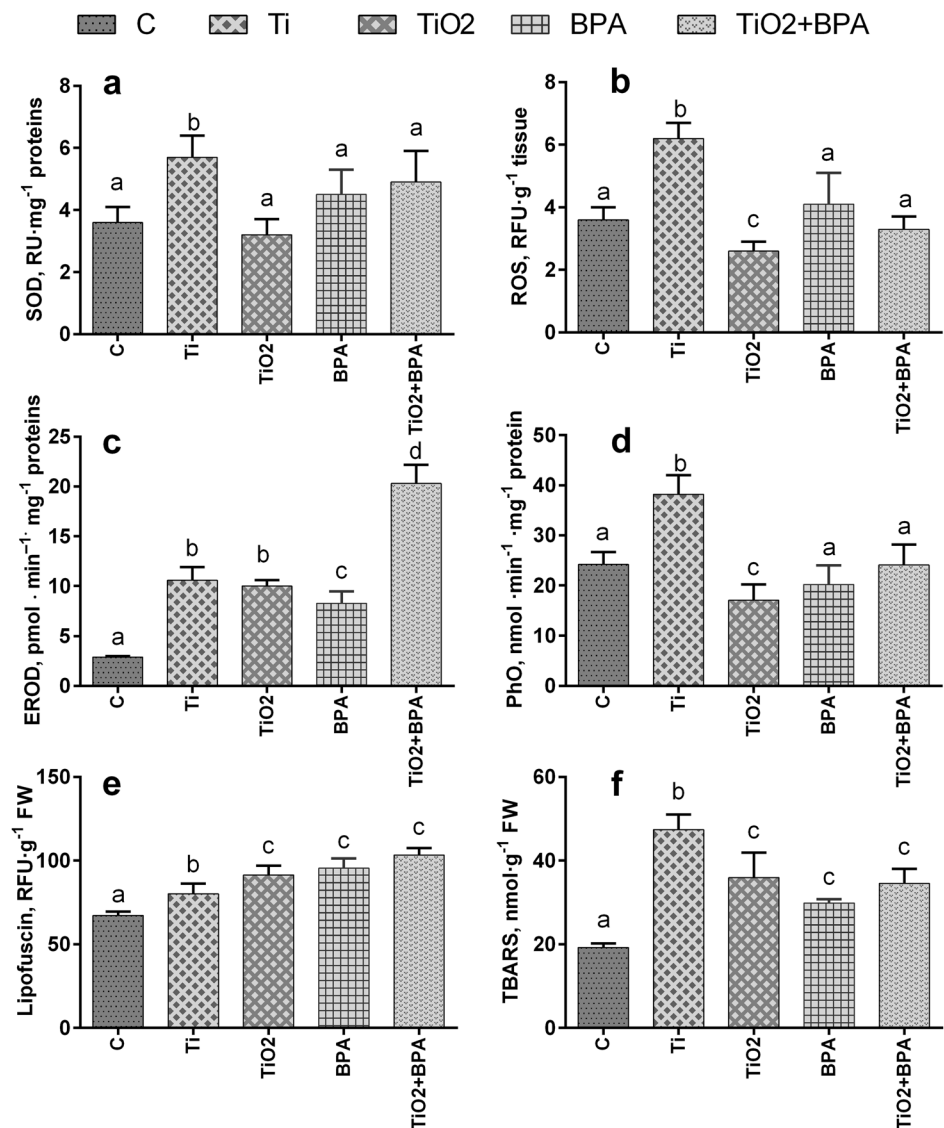 C Ti TiO2 BPA TiO2+BPA
a
SOD, RU·mg-1 proteins
8
6
4
2
0
a
b
a
a
a
C
Ti
TiO2
BPA
TiO2+BPA
b
ROS, RFU·g-1 tissue
8
6
4
2
0
a
b
c
a
a
C
Ti
TiO2
BPA
TiO2+BPA
c
EROD, pmol · min−1· mg-1 proteins
25
20
15
10
5
0
a
b
b
c
d
C
Ti
TiO2
BPA
TiO2+BPA
d
PhO, nmol ·min−1 ·mg-1 protein
50
40
30
20
10
0
a
b
c
a
a
C
Ti
TiO2
BPA
TiO2+BPA
e
Lipofuscin, RFU·g-1 FW
150
100
50
0
a
b
c
c
c
C
Ti
TiO2
BPA
TiO2+BPA
f
TBARS, nmol·g-1 FW
60
40
20
0
a
b
c
c
c
C
Ti
TiO2
BPA
TiO2+BPA